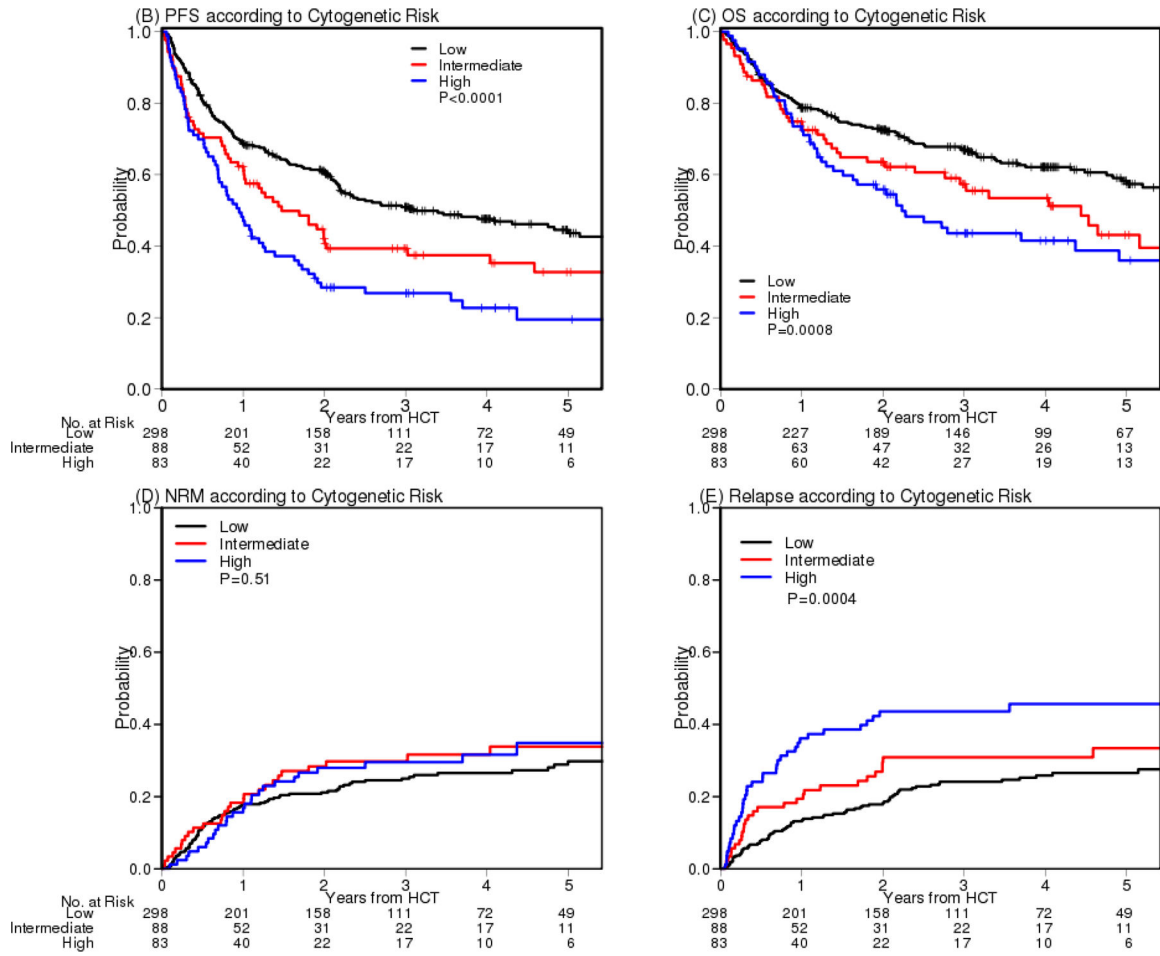 (B) PFS according to Cytogenetic Risk
1.0
0.8
0.6
0.4
0.2
0.0
Probability
Low
Intermediate
High
P<0.0001
0 1 2 3 4 5
Years from HCT
No. at Risk
Low 298 201 158 111 72 49
Intermediate 88 52 31 22 17 11
High 83 40 22 17 10 6
(C) OS according to Cytogenetic Risk
1.0
0.8
0.6
0.4
0.2
0.0
Probability
Low
Intermediate
High
P=0.0008
0 1 2 3 4 5
Years from HCT
298 227 189 146 99 67
88 63 47 32 26 13
83 60 42 27 19 13
(D) NRM according to Cytogenetic Risk
1.0
0.8
0.6
0.4
0.2
0.0
Probability
Low
Intermediate
High
P=0.51
0 1 2 3 4 5
Years from HCT
No. at Risk
Low 298 201 158 111 72 49
Intermediate 88 52 31 22 17 11
High 83 40 22 17 10 6
(E) Relapse according to Cytogenetic Risk
1.0
0.8
0.6
0.4
0.2
0.0
Probability
Low
Intermediate
High
P=0.0004
0 1 2 3 4 5
Years from HCT
298 201 158 111 72 49
88 52 31 22 17 11
83 40 22 17 10 6